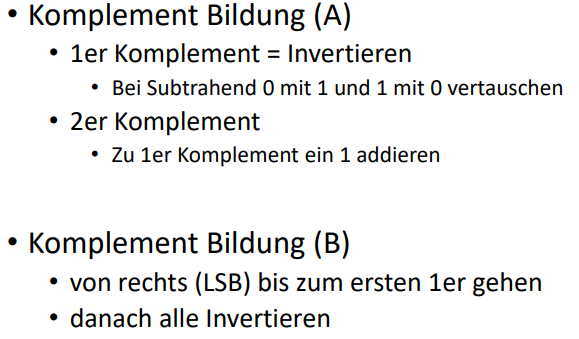 • Komplement Bildung (A)
• 1er Komplement = Invertieren
• Bei Subtrahend 0 mit 1 und 1 mit 0 vertauschen
• 2er Komplement
• Zu 1er Komplement ein 1 addieren
• Komplement Bildung (B)
• von rechts (LSB) bis zum ersten 1er gehen
• danach alle Invertieren